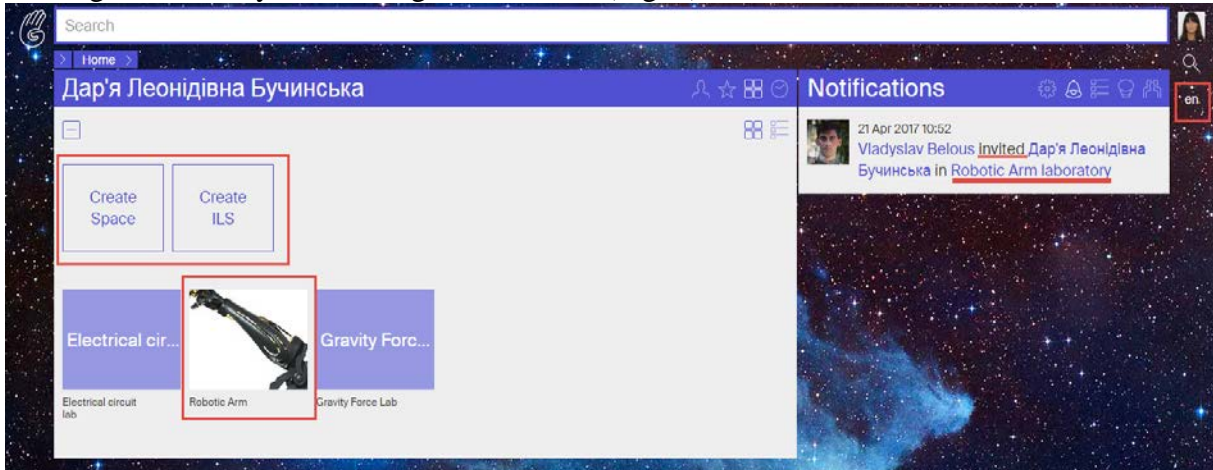 Search
Home
Дар'я Леонідівна Бучинська
Notifications
en
21 Apr 2017 10:52
Vladyslav Belous Invited Дар'я Леонідівна
Бучинська in Robotic Arm laboratory
Create
Space
Create
ILS
Electrical cir...
Gravity Forc...
Electrical circuit
lab
Robotic Arm
Gravity Force Lab